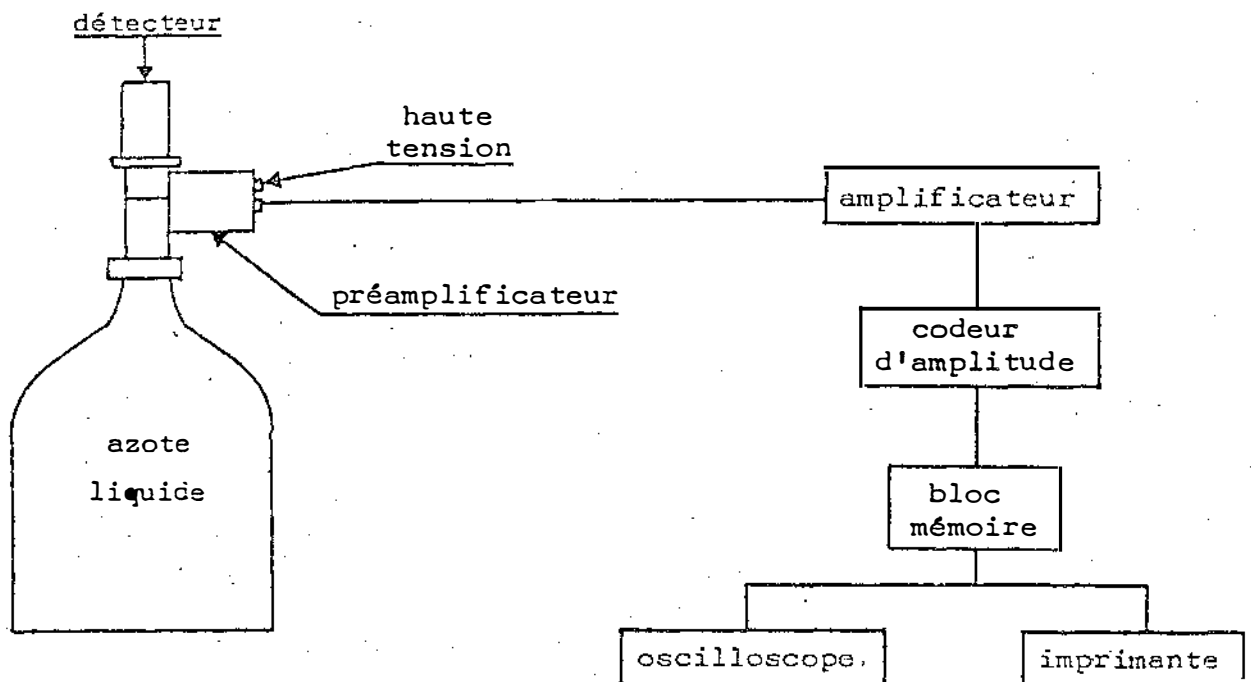 détecteur
haute
tension
amplificateur
préamplificateur
codeur
d'amplitude
azote
liquide
bloc
mémoire
oscilloscope
imprimante